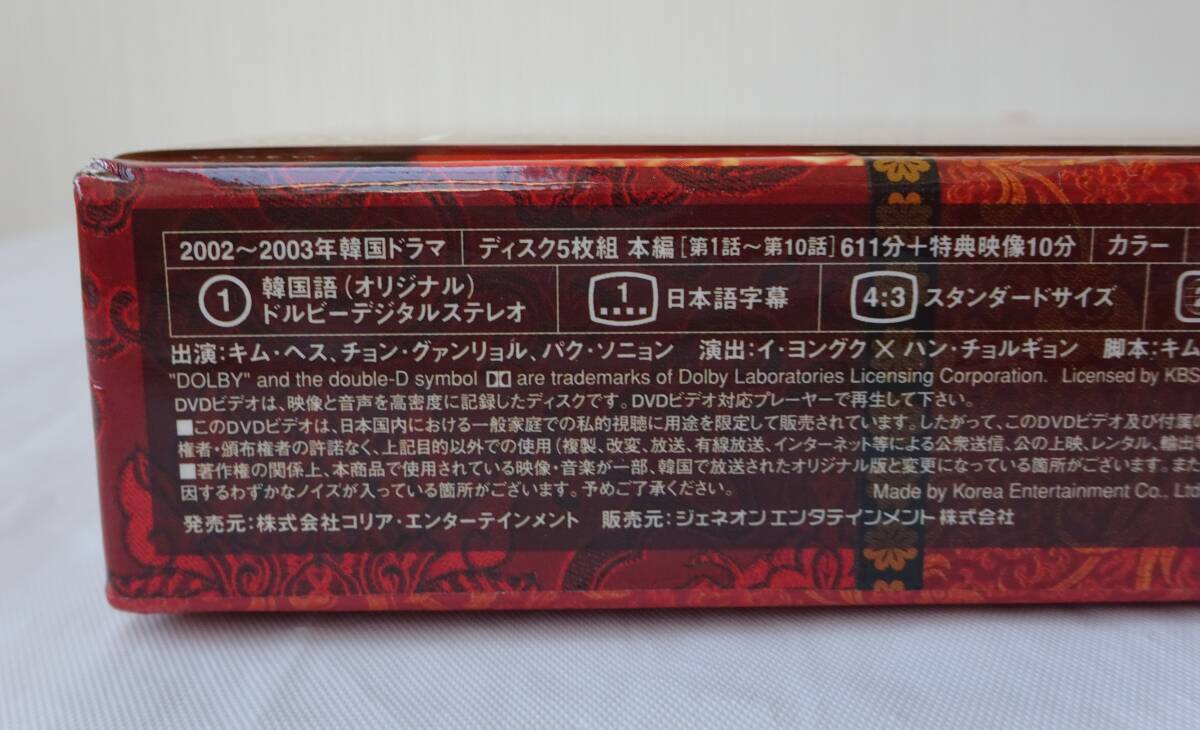 2002～2003年韓国ドラマ ディスク5枚組 本編[第1話～第10話]611分＋特典映像10分 カラー
1 韓国語(オリジナル) ドルビーデジタルステレオ 1 日本語字幕 4:3 スタンダードサイズ
出演:キム・ヘス、チョン・グァンリョル、パク・ソニョン 演出:イ・ヨングク×ハン・チョルギョン 脚本:キム
"DOLBY" and the double-D symbol are trademarks of Dolby Laboratories Licensing Corporation. Licensed by KBS
DVDビデオは、映像と音声を高密度に記録したディスクです。DVDビデオ対応プレーヤーで再生して下さい。
■このDVDビデオは、日本国内における一般家庭での私的視聴に用途を限定して販売されています。したがって、このDVDビデオ及び付属
権者・頒布権者の許諾なく、上記目的以外での使用(複製、改変、放送、有線放送、インターネット等による公衆送信、公の上映、レンタル、輸出
■著作権の関係上、本商品で使用されている映像・音楽が一部、韓国で放送されたオリジナル版と変更になっている箇所がございます。また
因するわずかなノイズが入っている箇所がございます。予めご了承ください。 Made by Korea Entertainment Co., Ltd
発売元:株式会社コリア・エンターテインメント 販売元:ジェネオン エンタテインメント株式会社